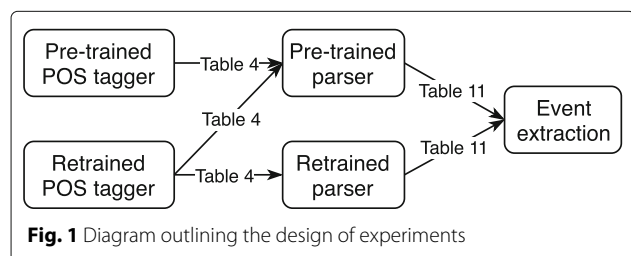 Pre-trained
POS tagger
Table 4
Pre-trained
parser
Table 11
Table 4
Event
extraction
Retrained
POS tagger
Table 4
Retrained
parser
Table 11
Fig. 1 Diagram outlining the design of experiments